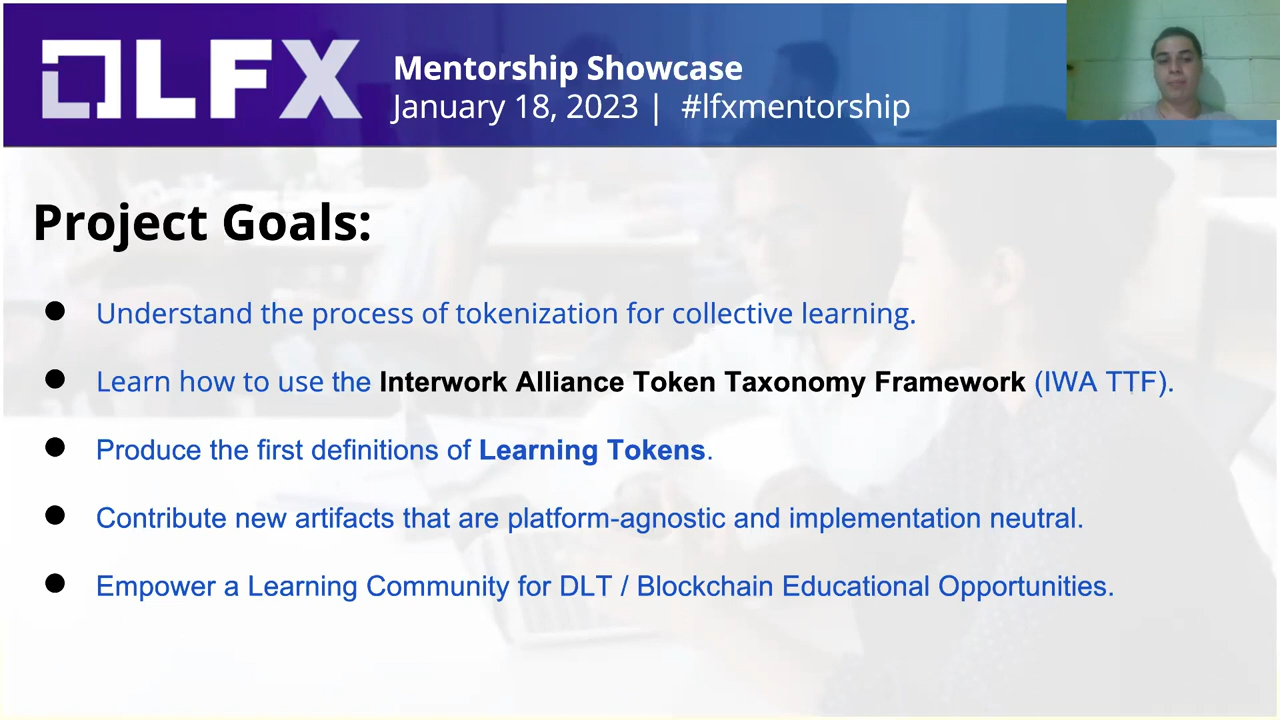 LFX
Mentorship Showcase
January 18, 2023 | #lfxmentorship
Project Goals:
● Understand the process of tokenization for collective learning.
● Learn how to use the Interwork Alliance Token Taxonomy Framework (IWA TTF).
● Produce the first definitions of Learning Tokens.
● Contribute new artifacts that are platform-agnostic and implementation neutral.
● Empower a Learning Community for DLT / Blockchain Educational Opportunities.